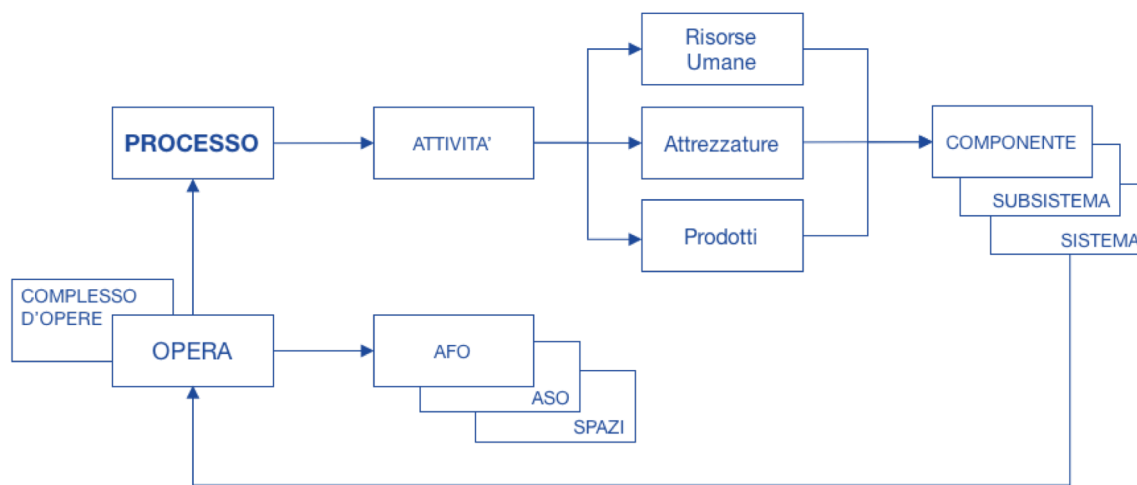 Risorse
Umane
PROCESSO
ATTIVITA'
Attrezzature
COMPONENTE
SUBSISTEMA
Prodotti
SISTEMA
COMPLESSO
D'OPERE
OPERA
AFO
ASO
SPAZI